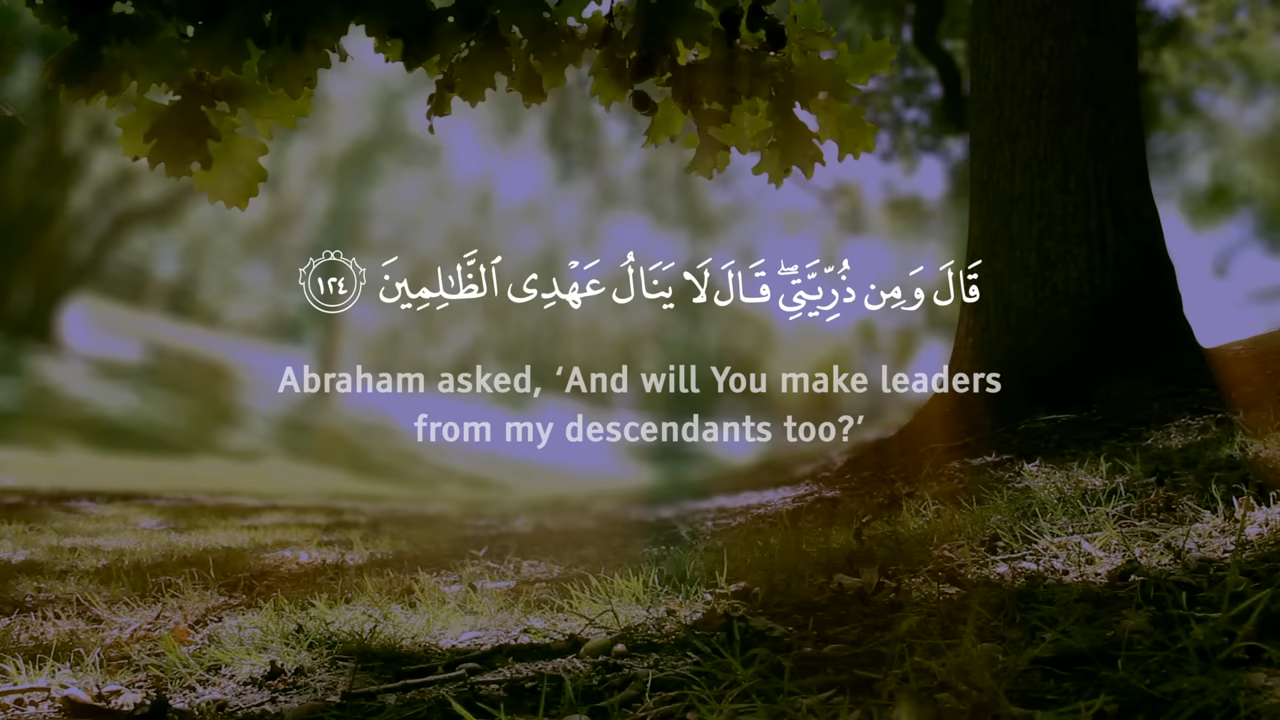 قَالَ وَمِن ذُرِّيَّتِيۖ قَالَ لَا يَنَالُ عَهْدِى ٱلظَّـٰلِمِينَ ١٢٤
Abraham asked, ‘And will You make leaders
from my descendants too?’